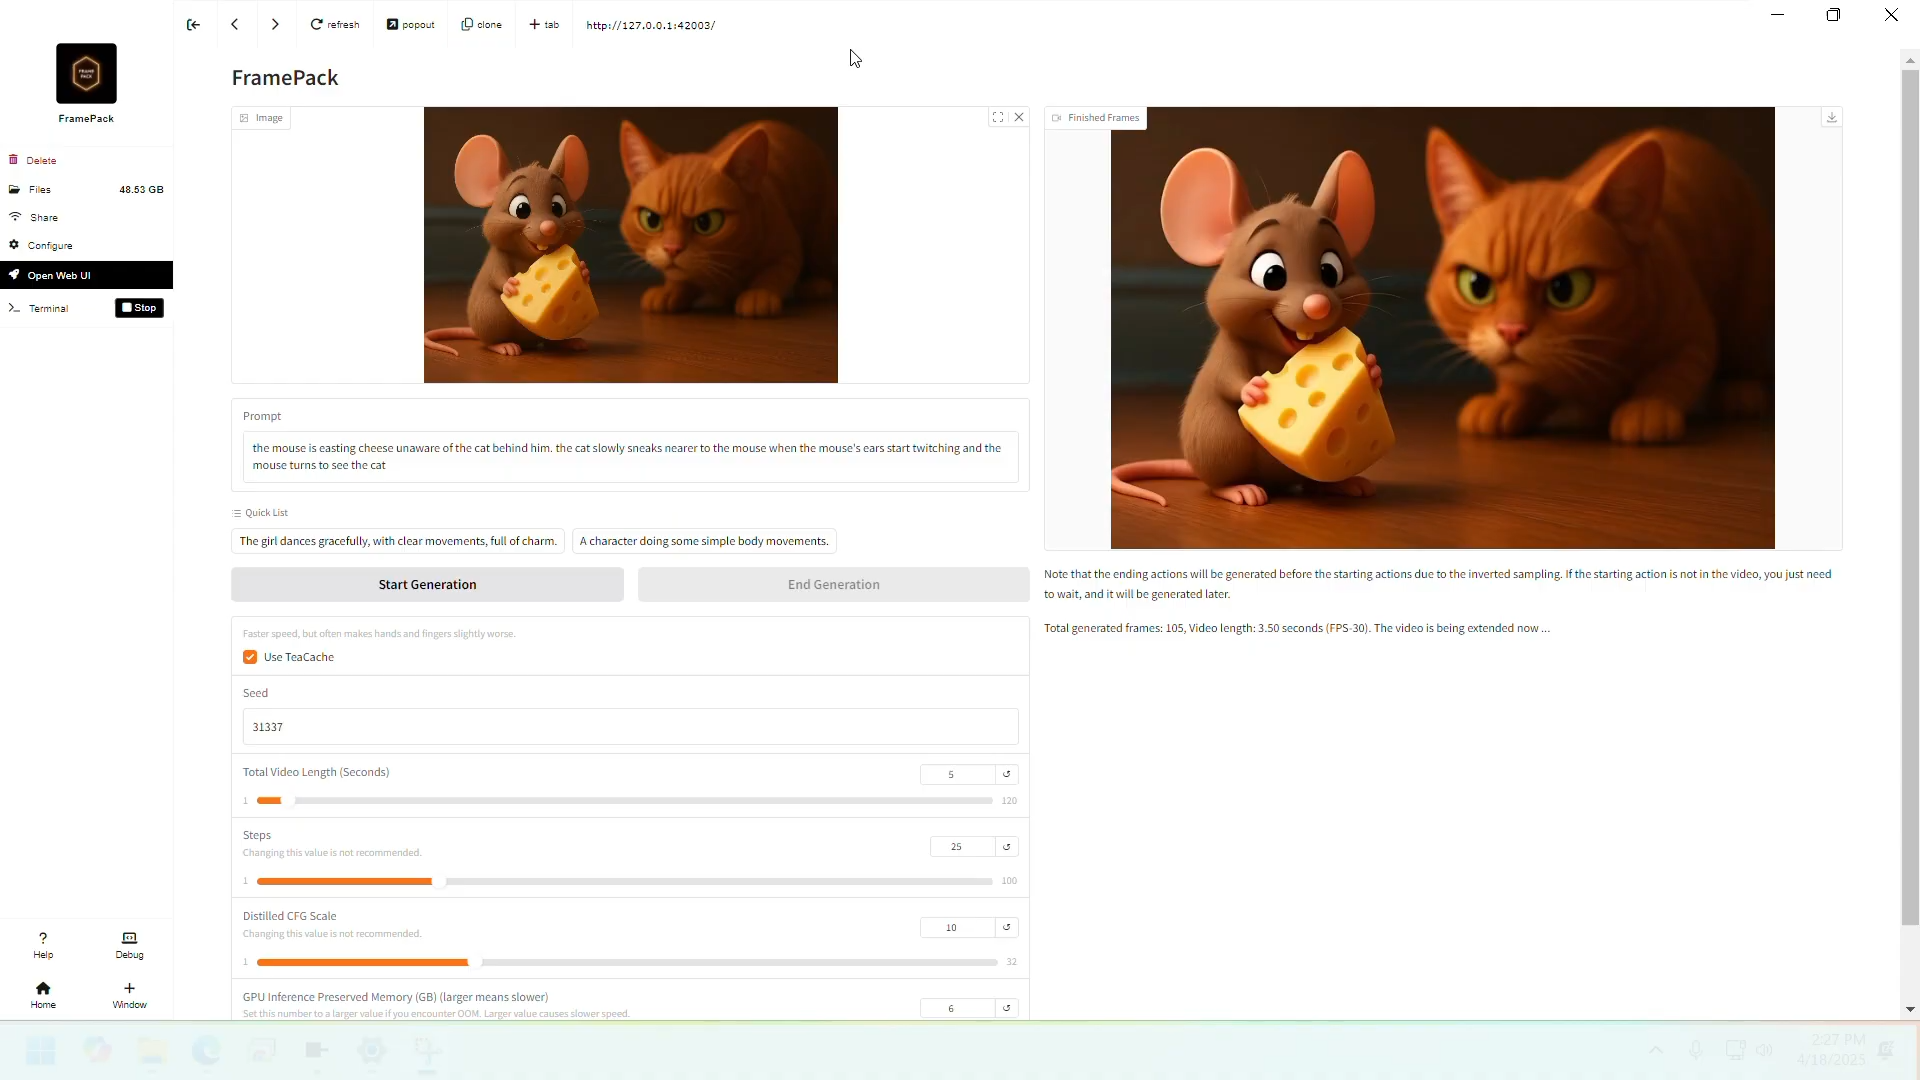 refresh
popout
clone
tab
http://127.0.0.1:42003/
FRAME
PACK
FramePack
Delete
Files 48.53 GB
Share
Configure
Open Web UI
Terminal Stop
Help
Debug
Home
Window
FramePack
Image
Prompt
the mouse is easting cheese unaware of the cat behind him. the cat slowly sneaks nearer to the mouse when the mouse's ears start twitching and the
mouse turns to see the cat
Quick List
The girl dances gracefully, with clear movements, full of charm.
A character doing some simple body movements.
Start Generation
End Generation
Faster speed, but often makes hands and fingers slightly worse.
Use TeaCache
Seed
31337
Total Video Length (Seconds)
5
1
120
Steps
Changing this value is not recommended.
25
1
100
Distilled CFG Scale
Changing this value is not recommended.
10
1
32
GPU Inference Preserved Memory (GB) (larger means slower)
Set this number to a larger value if you encounter OOM. Larger value causes slower speed.
6
Finished Frames
Note that the ending actions will be generated before the starting actions due to the inverted sampling. If the starting action is not in the video, you just need
to wait, and it will be generated later.
Total generated frames: 105, Video length: 3.50 seconds (FPS-30). The video is being extended now ...
2:27 PM
4/18/2025